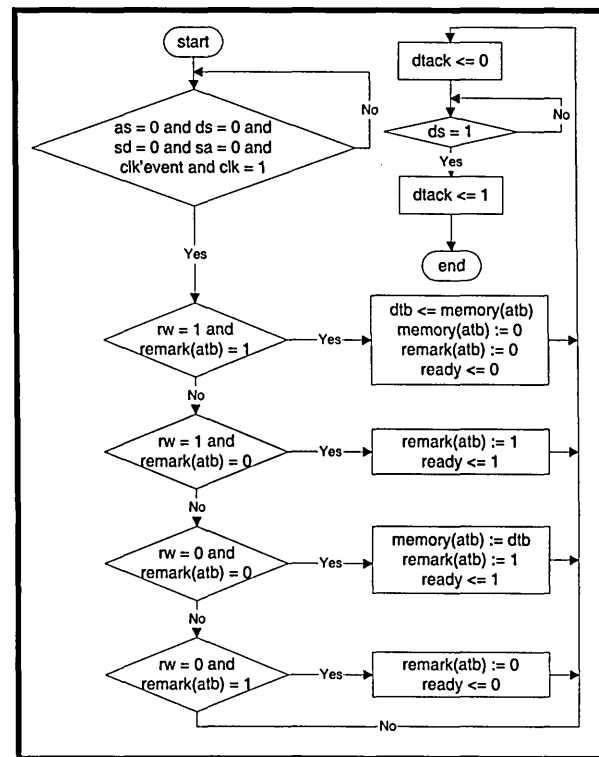 start
No
as = 0 and ds = 0 and
sd = 0 and sa = 0 and
clk'event and clk = 1
Yes
rw = 1 and
remark(atb) = 1
Yes
dtb <= memory(atb)
memory(atb) := 0
remark(atb) := 0
ready <= 0
No
rw = 1 and
remark(atb) = 0
Yes
remark(atb) := 1
ready <= 1
No
rw = 0 and
remark(atb) = 0
Yes
memory(atb) := dtb
remark(atb) := 1
ready <= 1
No
rw = 0 and
remark(atb) = 1
Yes
remark(atb) := 0
ready <= 0
No
dtack <= 0
No
ds = 1
Yes
dtack <= 1
end